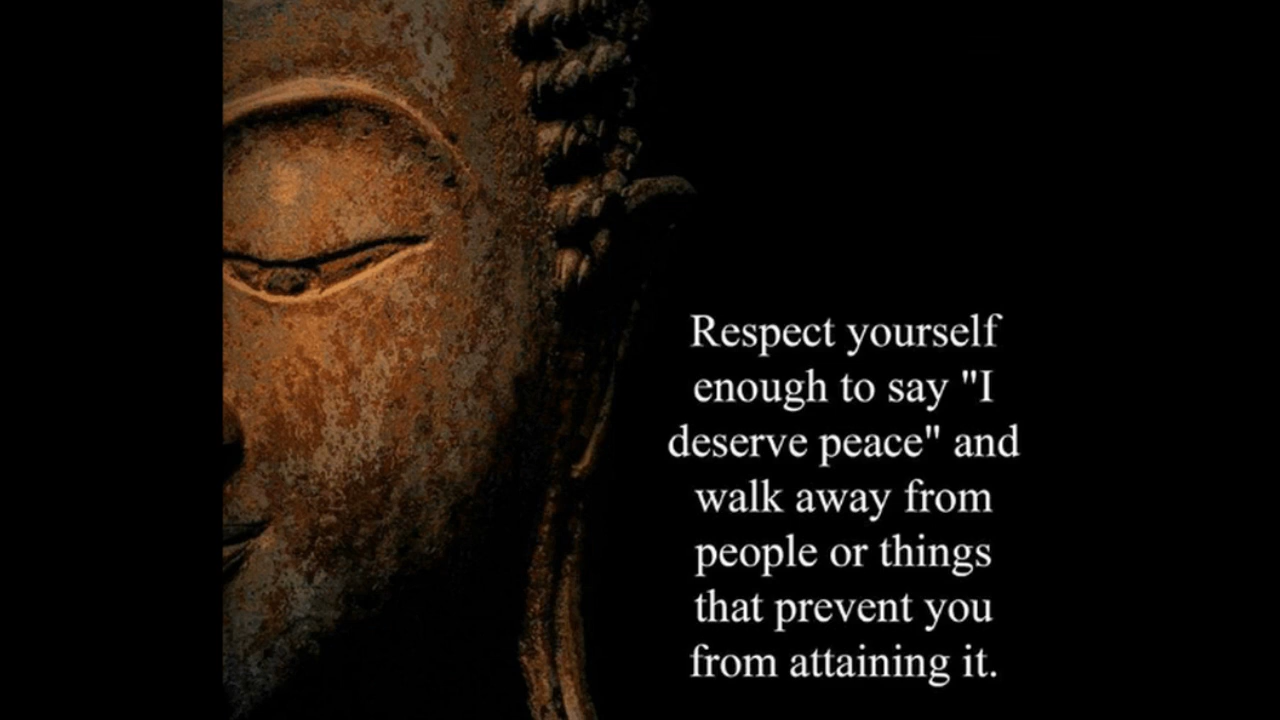 Respect yourself
enough to say "I
deserve peace" and
walk away from
people or things
that prevent you
from attaining it.